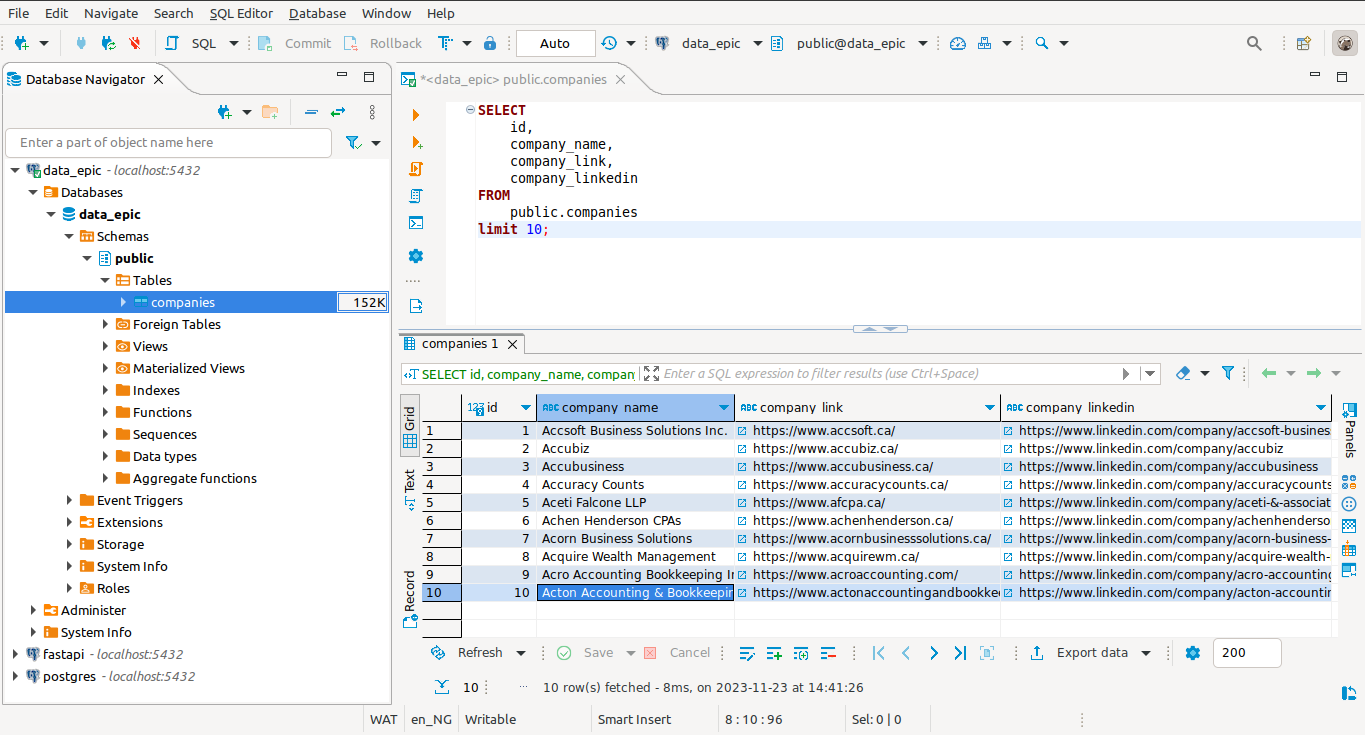 File Edit Navigate Search SQL Editor Database Window Help
SQL Commit Rollback Auto data_epic public@data_epic
Database Navigator
*<data_epic> public.companies
Enter a part of object name here
data_epic - localhost:5432
Databases
data_epic
Schemas
public
Tables
companies 152K
Foreign Tables
Views
Materialized Views
Indexes
Functions
Sequences
Data types
Aggregate functions
Event Triggers
Extensions
Storage
System Info
Roles
Administer
System Info
fastapi - localhost:5432
postgres - localhost:5432
SELECT
id,
company_name,
company_link,
company_linkedin
FROM
public.companies
limit 10;
companies 1
SELECT id, company_name, compan Enter a SQL expression to filter results (use Ctrl+Space)
Grid
Text
Record
Panels
123 id ABC company_name ABC company_link ABC company_linkedin
1 1 Accsoft Business Solutions Inc. https://www.accsoft.ca/ https://www.linkedin.com/company/accsoft-busines
2 2 Accubiz https://www.accubiz.ca/ https://www.linkedin.com/company/accubiz
3 3 Accubusiness https://www.accubusiness.ca/ https://www.linkedin.com/company/accubusiness
4 4 Accuracy Counts https://www.accuracycounts.ca/ https://www.linkedin.com/company/accuracycounts
5 5 Aceti Falcone LLP https://www.afcpa.ca/ https://www.linkedin.com/company/aceti-&-associat
6 6 Achen Henderson CPAs https://www.achenhenderson.ca/ https://www.linkedin.com/company/achenhenderso
7 7 Acorn Business Solutions https://www.acornbusinesssolutions.ca/ https://www.linkedin.com/company/acorn-business-
8 8 Acquire Wealth Management https://www.acquirewm.ca/ https://www.linkedin.com/company/acquire-wealth-
9 9 Acro Accounting Bookkeeping In https://www.acroaccounting.com/ https://www.linkedin.com/company/acro-accounting
10 10 Acton Accounting & Bookkeepin https://www.actonaccountingandbookkee https://www.linkedin.com/company/acton-accountin
Refresh Save Cancel Export data 200
10 10 row(s) fetched - 8ms, on 2023-11-23 at 14:41:26
WAT en_NG Writable Smart Insert 8 : 10 : 96 Sel: 0 | 0